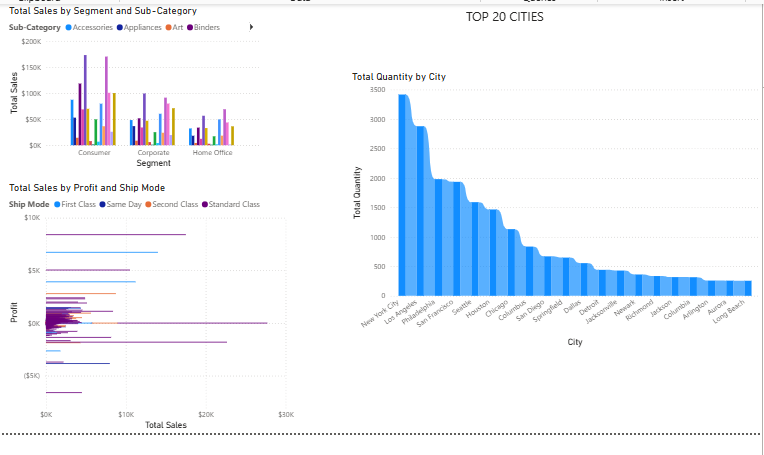 Total Sales by Segment and Sub-Category
Sub-Category Accessories Appliances Art Binders
$200K
$150K
$100K
$50K
$0K
Total Sales
Consumer Corporate Home Office
Segment
Total Sales by Profit and Ship Mode
Ship Mode First Class Same Day Second Class Standard Class
$10K
$5K
$0K
($5K)
Profit
$0K $10K $20K $30K
Total Sales
TOP 20 CITIES
Total Quantity by City
3500
3000
2500
2000
1500
1000
500
0
Total Quantity
New York City
Los Angeles
Philadelphia
San Francisco
Seattle
Houston
Chicago
Columbus
San Diego
Springfield
Dallas
Detroit
Jacksonville
Newark
Richmond
Jackson
Columbia
Arlington
Aurora
Long Beach
City